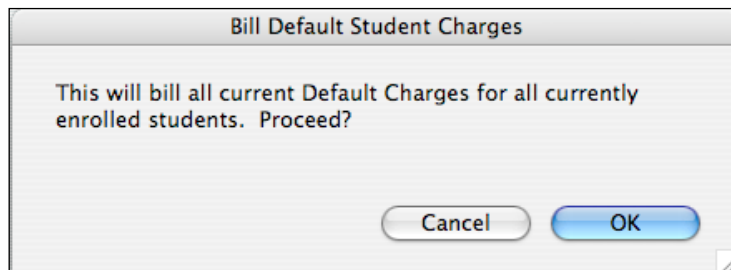 Bill Default Student Charges
This will bill all current Default Charges for all currently
enrolled students.  Proceed?
Cancel
OK